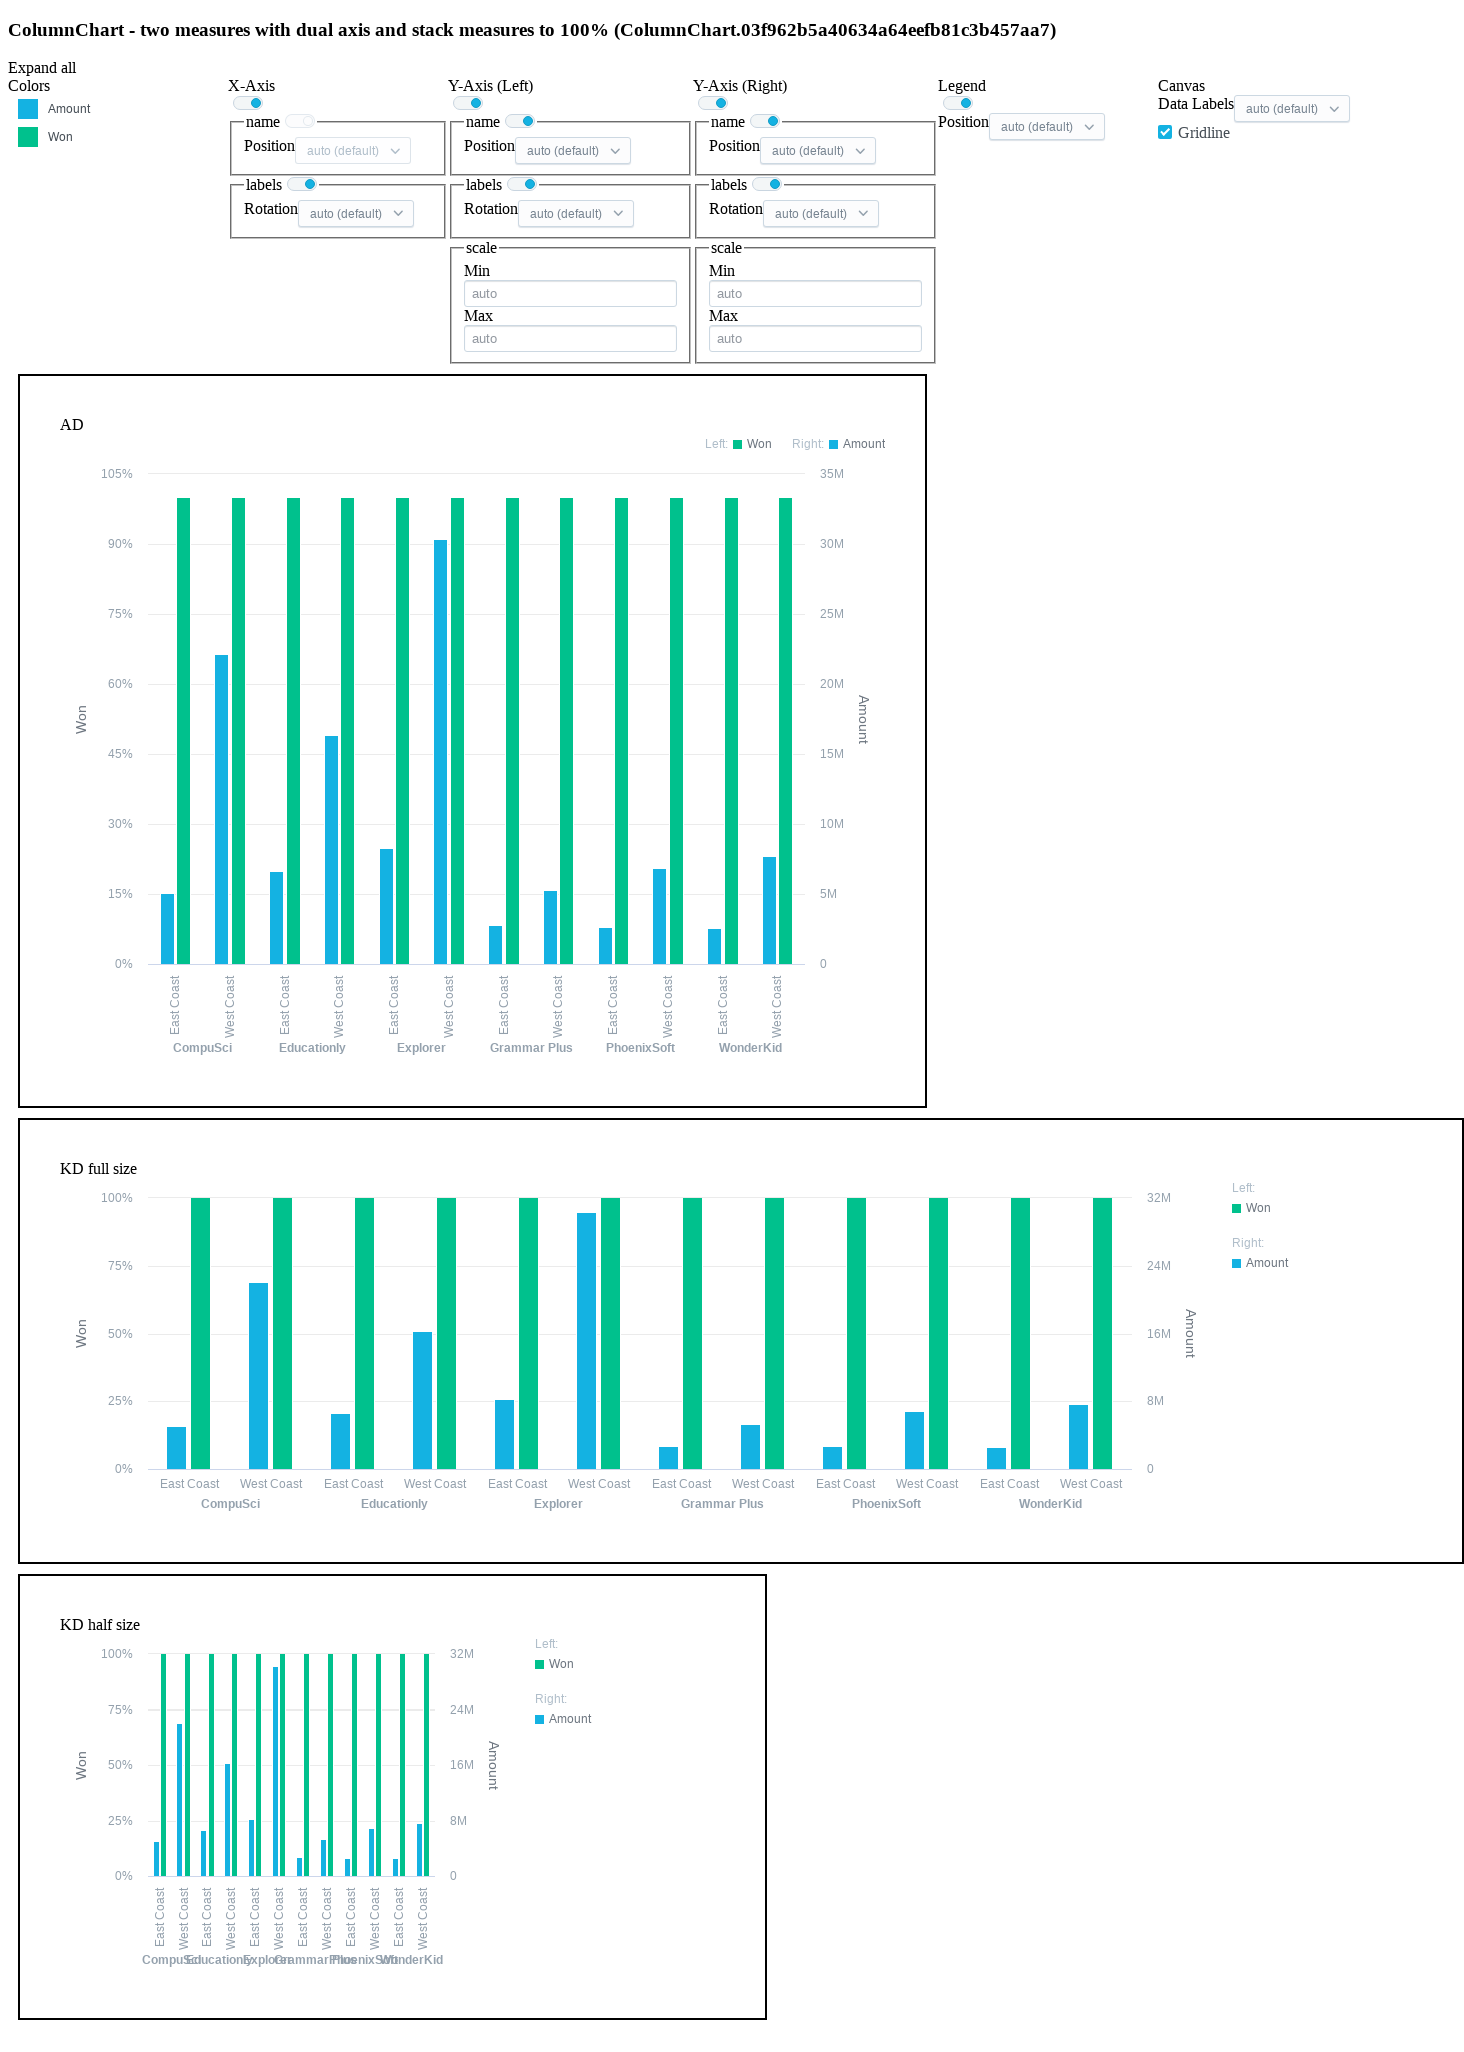 ColumnChart - two measures with dual axis and stack measures to 100% (ColumnChart.03f962b5a40634a64eefb81c3b457aa7)
Expand all
Colors
Amount
Won
X-Axis
name
Position auto (default)
labels
Rotation auto (default)
Y-Axis (Left)
name
Position auto (default)
labels
Rotation auto (default)
scale
Min
auto
Max
auto
Y-Axis (Right)
name
Position auto (default)
labels
Rotation auto (default)
scale
Min
auto
Max
auto
Legend
Position auto (default)
Canvas
Data Labels auto (default)
Gridline
AD
Left: Won Right: Amount
105% 35M
90% 30M
75% 25M
60% 20M
45% 15M
30% 10M
15% 5M
0% 0
Won
Amount
East Coast West Coast East Coast West Coast East Coast West Coast East Coast West Coast East Coast West Coast East Coast West Coast
CompuSci Educationly Explorer Grammar Plus PhoenixSoft WonderKid
KD full size
Left:
Won
Right:
Amount
100% 32M
75% 24M
50% 16M
25% 8M
0% 0
Won
Amount
East Coast West Coast East Coast West Coast East Coast West Coast East Coast West Coast East Coast West Coast East Coast West Coast
CompuSci Educationly Explorer Grammar Plus PhoenixSoft WonderKid
KD half size
Left:
Won
Right:
Amount
100% 32M
75% 24M
50% 16M
25% 8M
0% 0
Won
Amount
East Coast West Coast East Coast West Coast East Coast West Coast East Coast West Coast East Coast West Coast East Coast West Coast
CompuSci Educationly Explorer Grammar Plus PhoenixSoft WonderKid